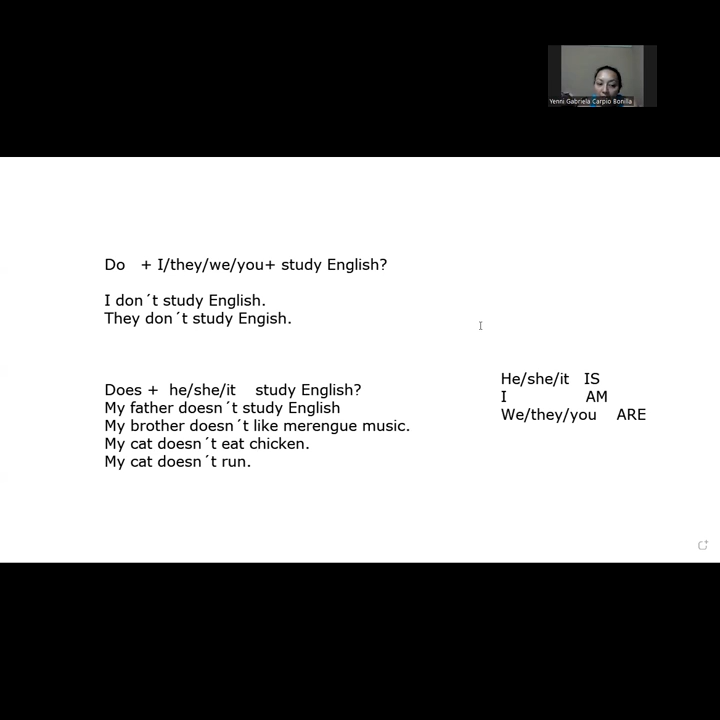 Yenni Gabriela Carpio Bonilla
Do + I/they/we/you+ study English?
I don´t study English.
They don´t study Engish.
Does + he/she/it study English?
My father doesn´t study English
My brother doesn´t like merengue music.
My cat doesn´t eat chicken.
My cat doesn´t run.
He/she/it IS
I AM
We/they/you ARE